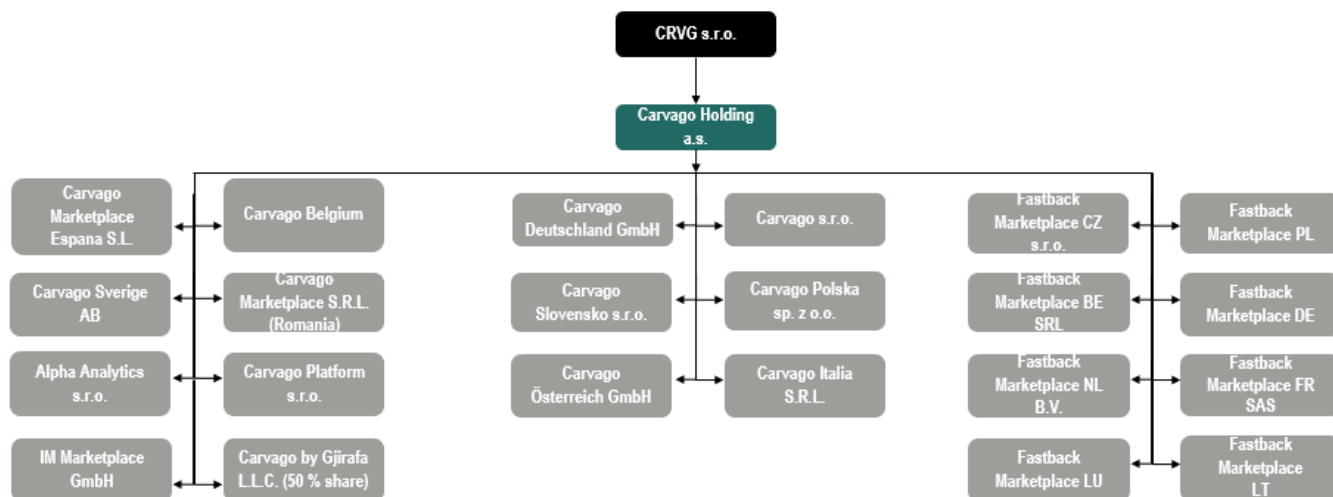 CRVG s.r.o.
Carvago Holding
a.s.
Carvago
Marketplace
Espana S.L.
Carvago Belgium
Carvago
Deutschland GmbH
Carvago s.r.o.
Fastback
Marketplace CZ
s.r.o.
Fastback
Marketplace PL
Carvago Sverige
AB
Carvago
Marketplace S.R.L.
(Romania)
Carvago
Slovensko s.r.o.
Carvago Polska
sp. z o.o.
Fastback
Marketplace BE
SRL
Fastback
Marketplace DE
Alpha Analytics
s.r.o.
Carvago Platform
s.r.o.
Carvago
Österreich GmbH
Carvago Italia
S.R.L.
Fastback
Marketplace NL
B.V.
Fastback
Marketplace FR
SAS
IM Marketplace
GmbH
Carvago by Gjirafa
L.L.C. (50 % share)
Fastback
Marketplace LU
Fastback
Marketplace
LT